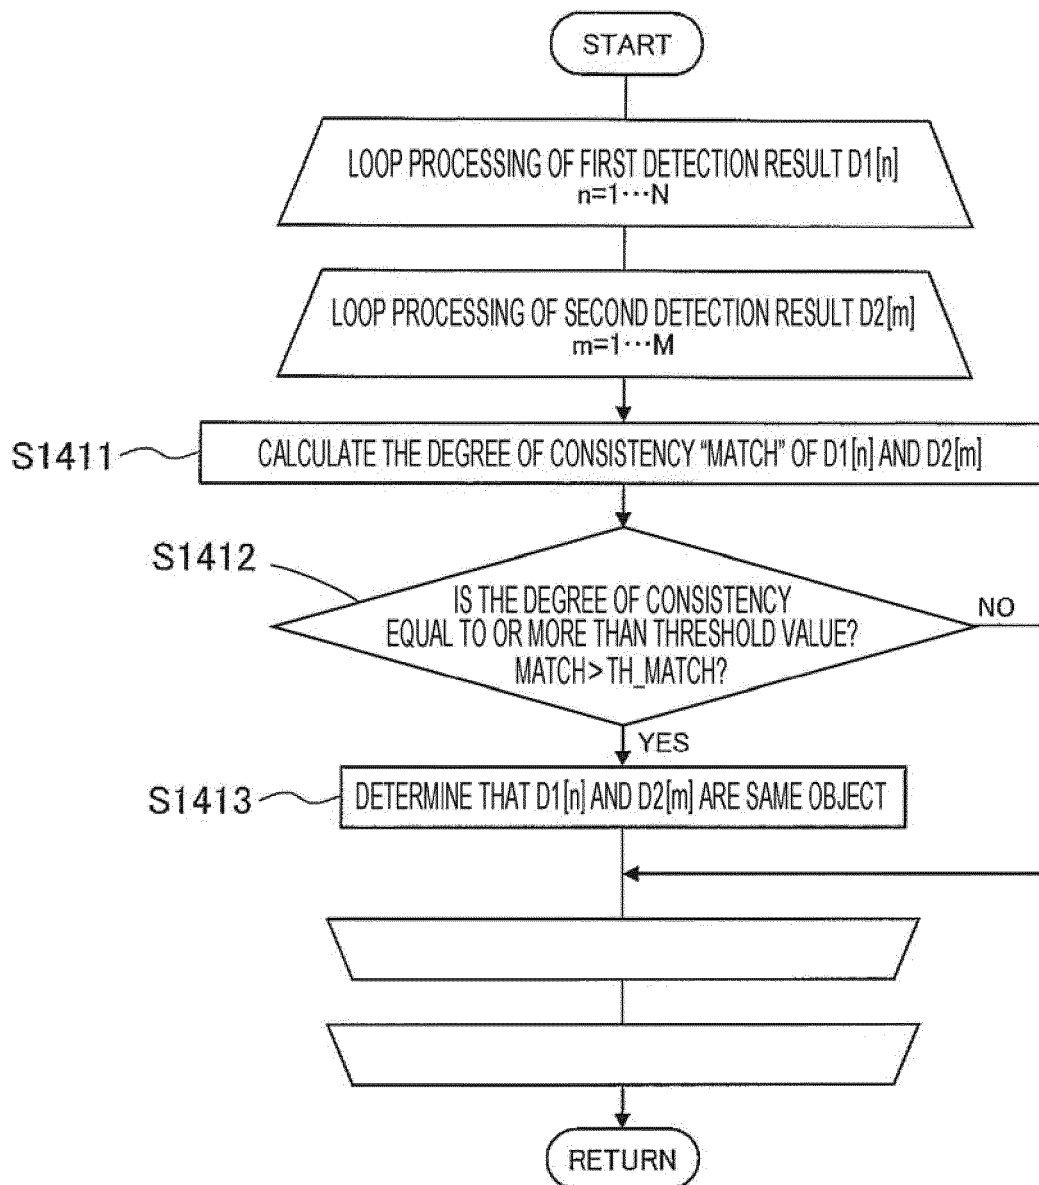 START
LOOP PROCESSING OF FIRST DETECTION RESULT D1[n]
n=1···N
LOOP PROCESSING OF SECOND DETECTION RESULT D2[m]
m=1···M
S1411
CALCULATE THE DEGREE OF CONSISTENCY “MATCH” OF D1[n] AND D2[m]
S1412
IS THE DEGREE OF CONSISTENCY
EQUAL TO OR MORE THAN THRESHOLD VALUE?
MATCH > TH_MATCH?
NO
YES
S1413
DETERMINE THAT D1[n] AND D2[m] ARE SAME OBJECT
RETURN